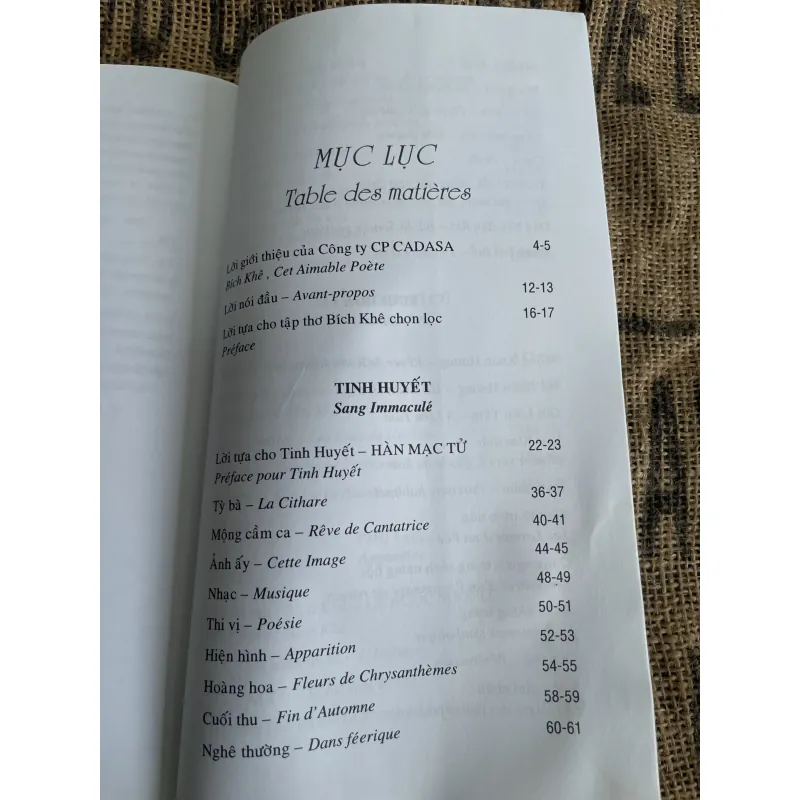 MỤC LỤC
Table des matières
Lời giới thiệu của Công ty CP CADASA 4-5
Bích Khê , Cet Aimable Poète
Lời nói đầu – Avant-propos 12-13
Lời tựa cho tập thơ Bích Khê chọn lọc 16-17
Préface
TINH HUYẾT
Sang Immaculé
Lời tựa cho Tinh Huyết – HÀN MẠC TỬ 22-23
Préface pour Tinh Huyết
Tỳ bà – La Cithare 36-37
Mộng cầm ca – Rêve de Cantatrice 40-41
Ảnh ấy – Cette Image 44-45
Nhạc – Musique 48-49
Thi vị – Poésie 50-51
Hiện hình – Apparition 52-53
Hoàng hoa – Fleurs de Chrysanthèmes 54-55
Cuối thu – Fin d'Automne 58-59
Nghê thường – Dans féerique 60-61